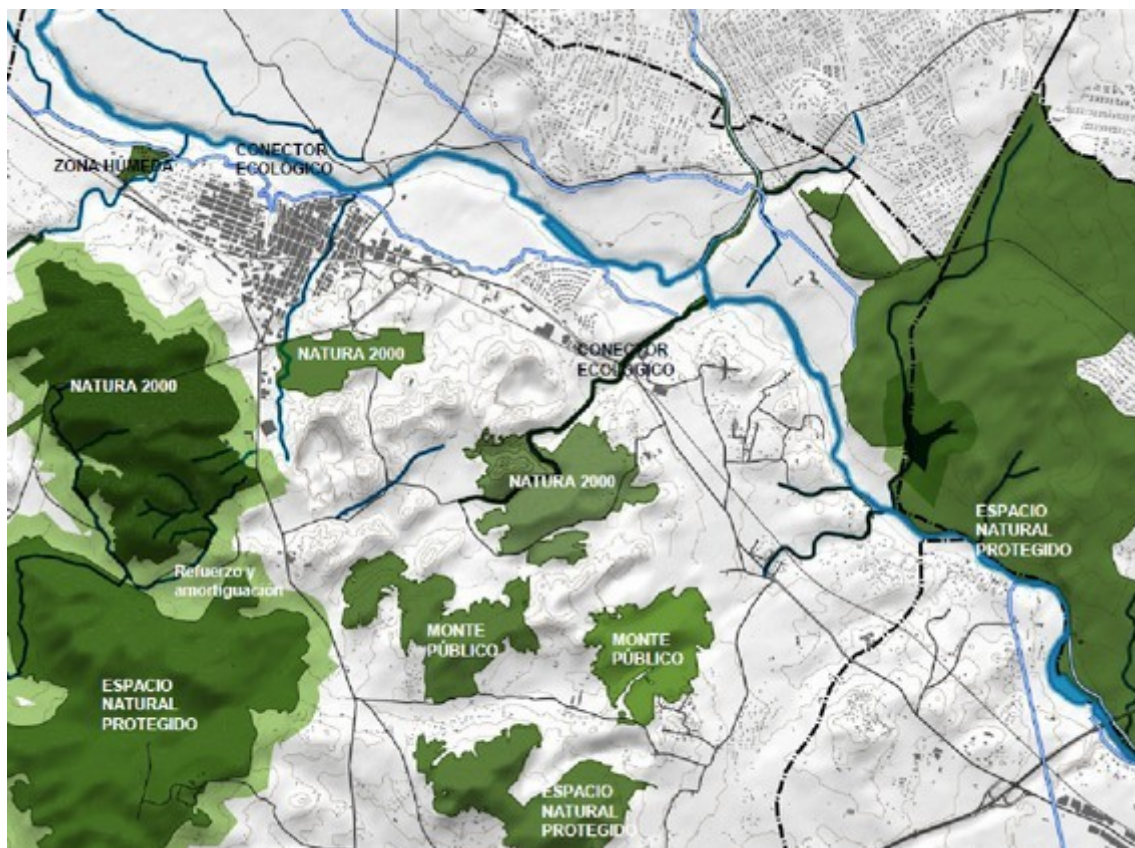 ZONA HÚMEDA
CONECTOR
ECOLÓGICO
NATURA 2000
CONECTOR
ECOLÓGICO
NATURA 2000
NATURA 2000
ESPACIO
NATURAL
PROTEGIDO
Refuerzo y
amortiguación
MONTE
PÚBLICO
MONTE
PÚBLICO
ESPACIO
NATURAL
PROTEGIDO
ESPACIO
NATURAL
PROTEGIDO